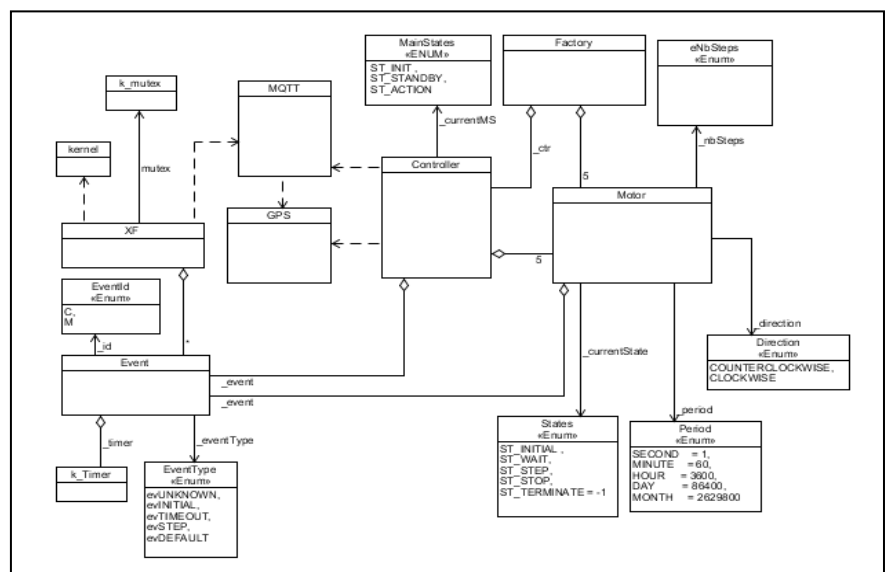 MainStates
«ENUM»
ST_INIT ,
ST_STANDBY,
ST_ACTION
Factory
eNbSteps
«Enum»
k_mutex
MQTT
_currentMS
_ctr
_nbSteps
kernel
mutex
Controller
5
Motor
GPS
XF
5
EventId
«Enum»
C,
M
_id
*
_direction
Direction
«Enum»
COUNTERCLOCKWISE,
CLOCKWISE
_currentState
Event
_event
_event
_period
_timer
_eventType
States
«Enum»
ST_INITIAL ,
ST_WAIT,
ST_STEP,
ST_STOP,
ST_TERMINATE = -1
Period
«Enum»
SECOND = 1,
MINUTE = 60,
HOUR = 3600,
DAY = 86400,
MONTH = 2629800
k_Timer
EventType
«Enum»
evUNKNOWN,
evINITIAL,
evTIMEOUT,
evSTEP,
evDEFAULT